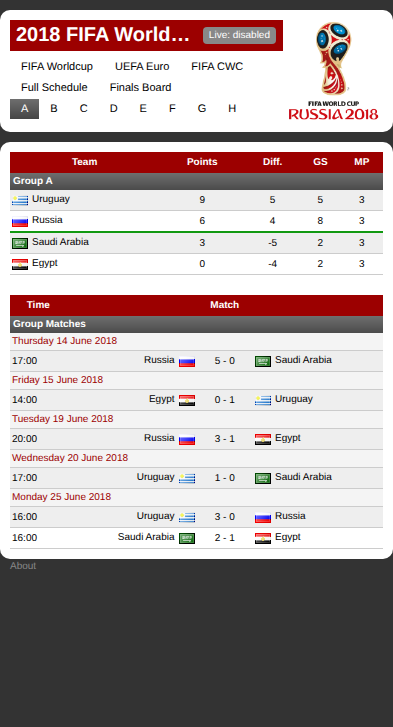 2018 FIFA World... Live: disabled
FIFA Worldcup UEFA Euro FIFA CWC
Full Schedule Finals Board
A B C D E F G H
FIFA WORLD CUP
RUSSIA 2018
Team Points Diff. GS MP
Group A
Uruguay 9 5 5 3
Russia 6 4 8 3
Saudi Arabia 3 -5 2 3
Egypt 0 -4 2 3
Time Match
Group Matches
Thursday 14 June 2018
17:00 Russia 5 - 0 Saudi Arabia
Friday 15 June 2018
14:00 Egypt 0 - 1 Uruguay
Tuesday 19 June 2018
20:00 Russia 3 - 1 Egypt
Wednesday 20 June 2018
17:00 Uruguay 1 - 0 Saudi Arabia
Monday 25 June 2018
16:00 Uruguay 3 - 0 Russia
16:00 Saudi Arabia 2 - 1 Egypt
About